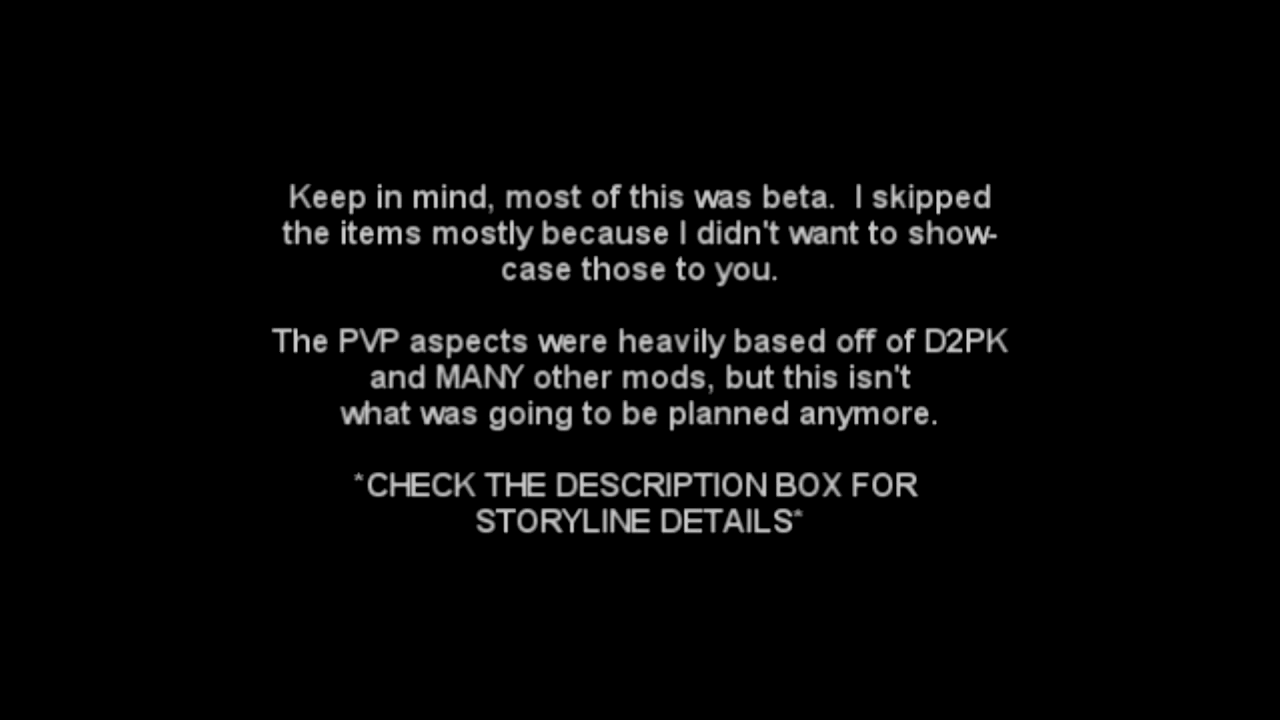 Keep in mind, most of this was beta.  I skipped
the items mostly because I didn't want to show-
case those to you.
The PVP aspects were heavily based off of D2PK
and MANY other mods, but this isn't
what was going to be planned anymore.
*CHECK THE DESCRIPTION BOX FOR
STORYLINE DETAILS*